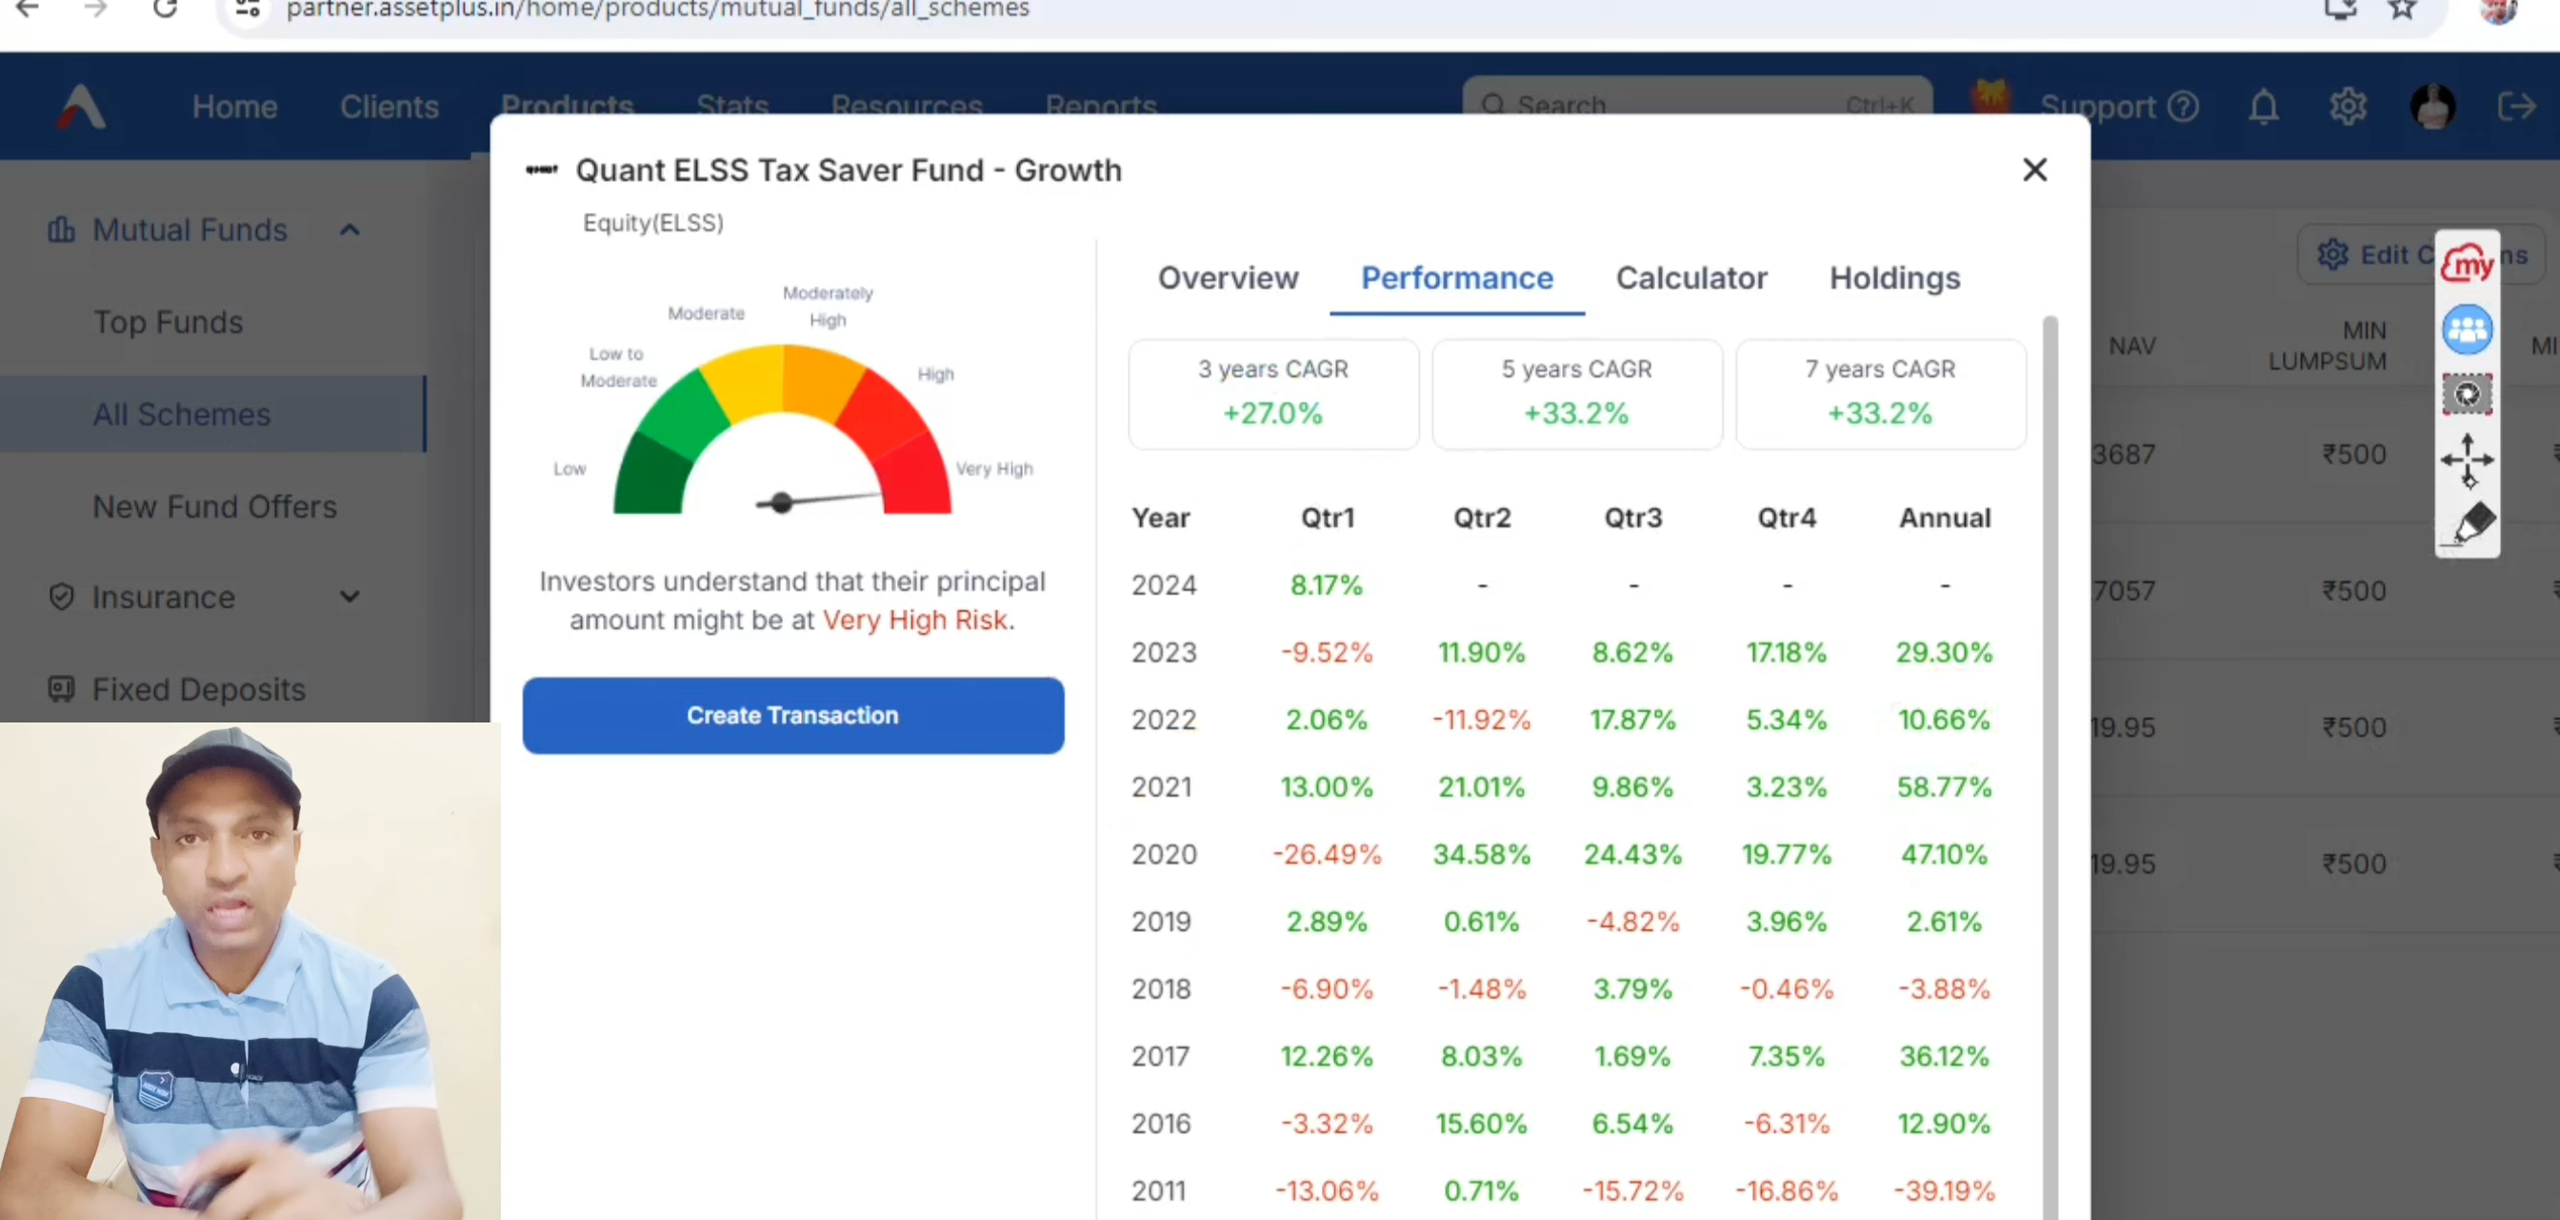 partner.assetplus.in/home/products/mutual_funds/all_schemes
Home Clients Products Stats Resources Reports Search Ctrl+K Support
Quant ELSS Tax Saver Fund - Growth
Equity(ELSS)
Mutual Funds
Top Funds
All Schemes
New Fund Offers
Insurance
Fixed Deposits
Low
Low to
Moderate
Moderate
Moderately
High
High
Very High
Investors understand that their principal
amount might be at Very High Risk.
Create Transaction
Overview Performance Calculator Holdings
3 years CAGR 5 years CAGR 7 years CAGR
+27.0% +33.2% +33.2%
Year Qtr1 Qtr2 Qtr3 Qtr4 Annual
2024 8.17% - - - -
2023 -9.52% 11.90% 8.62% 17.18% 29.30%
2022 2.06% -11.92% 17.87% 5.34% 10.66%
2021 13.00% 21.01% 9.86% 3.23% 58.77%
2020 -26.49% 34.58% 24.43% 19.77% 47.10%
2019 2.89% 0.61% -4.82% 3.96% 2.61%
2018 -6.90% -1.48% 3.79% -0.46% -3.88%
2017 12.26% 8.03% 1.69% 7.35% 36.12%
2016 -3.32% 15.60% 6.54% -6.31% 12.90%
2011 -13.06% 0.71% -15.72% -16.86% -39.19%
Edit
my
NAV
MIN
LUMPSUM
3687 ₹500
7057 ₹500
19.95 ₹500
19.95 ₹500